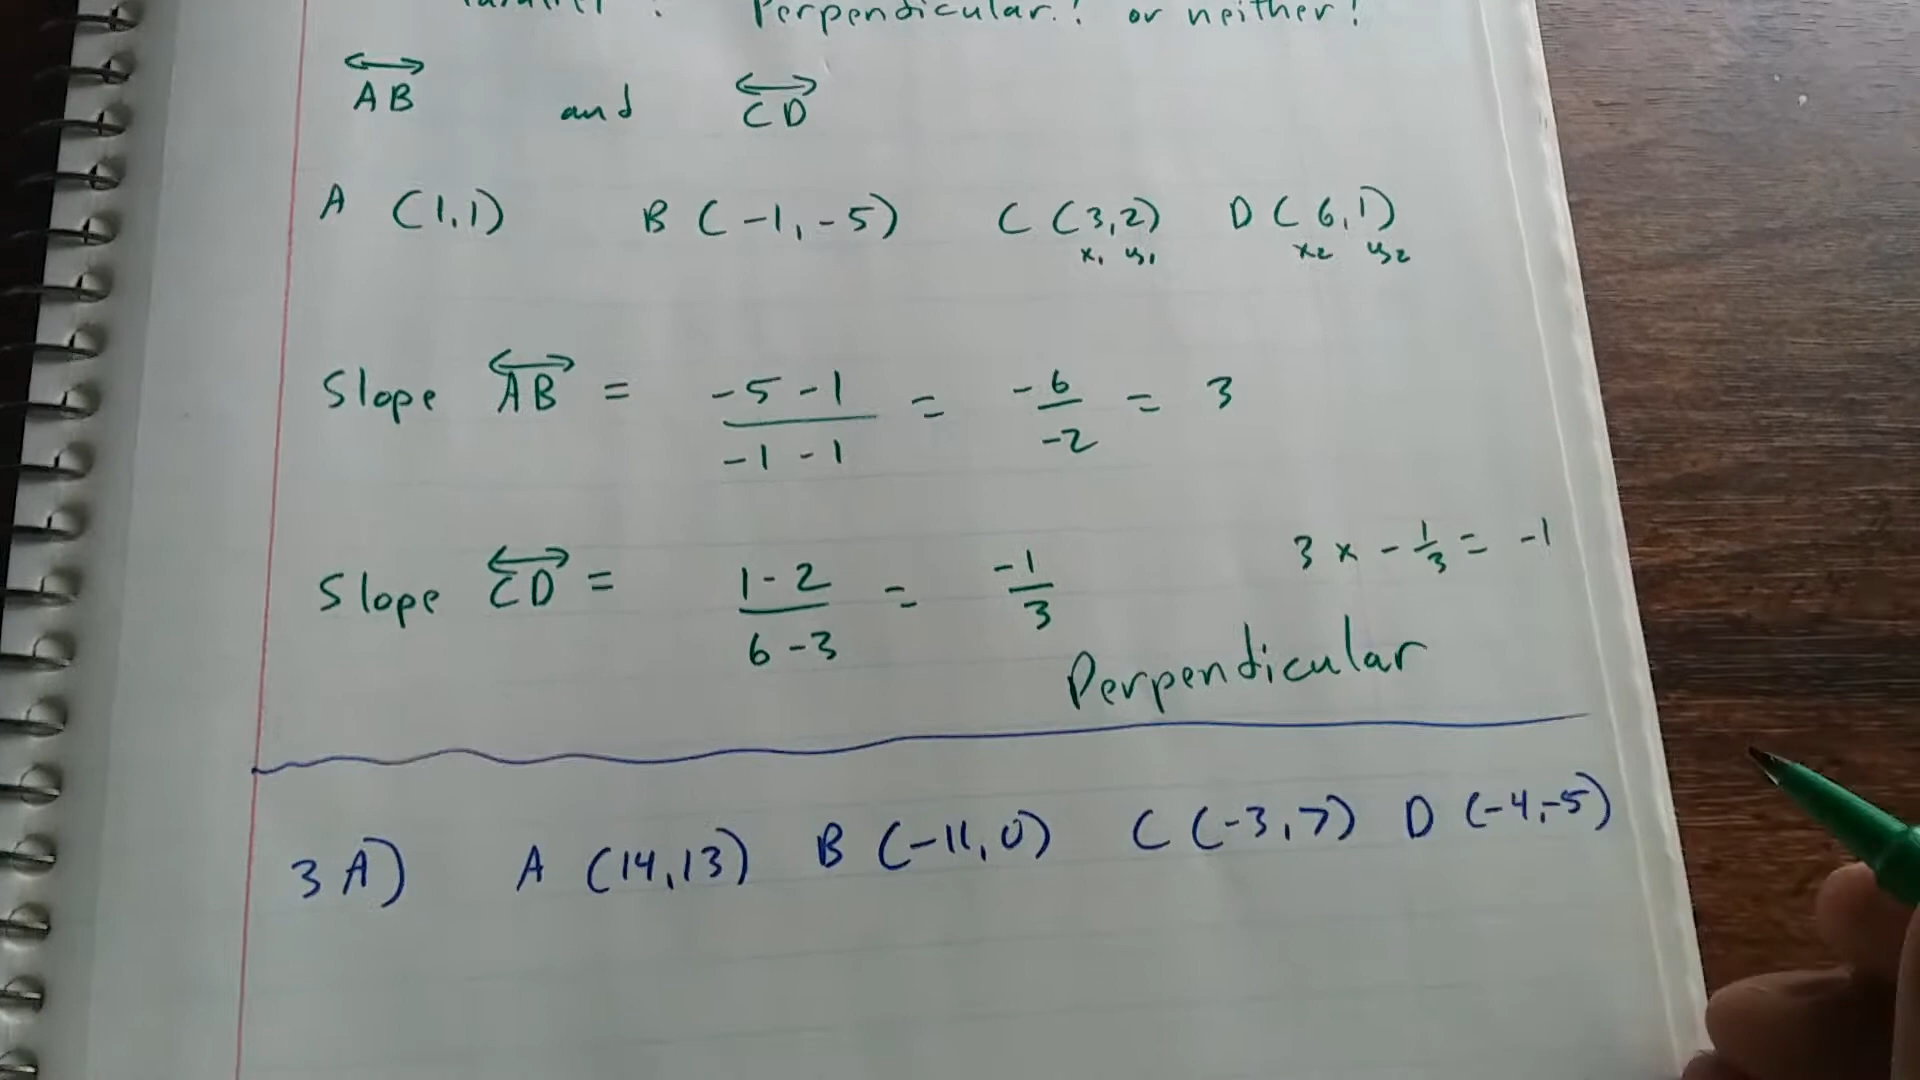 Parallel? Perpendicular? or neither?
AB and CD
A (1,1) B (-1,-5) C (3,2) D (6,1)
x1 y1 x2 y2
Slope AB = -5-1/-1-1 = -6/-2 = 3
Slope CD = 1-2/6-3 = -1/3
3 x -1/3 = -1
Perpendicular
3A) A (14,13) B (-11,0) C (-3,7) D (-4,-5)